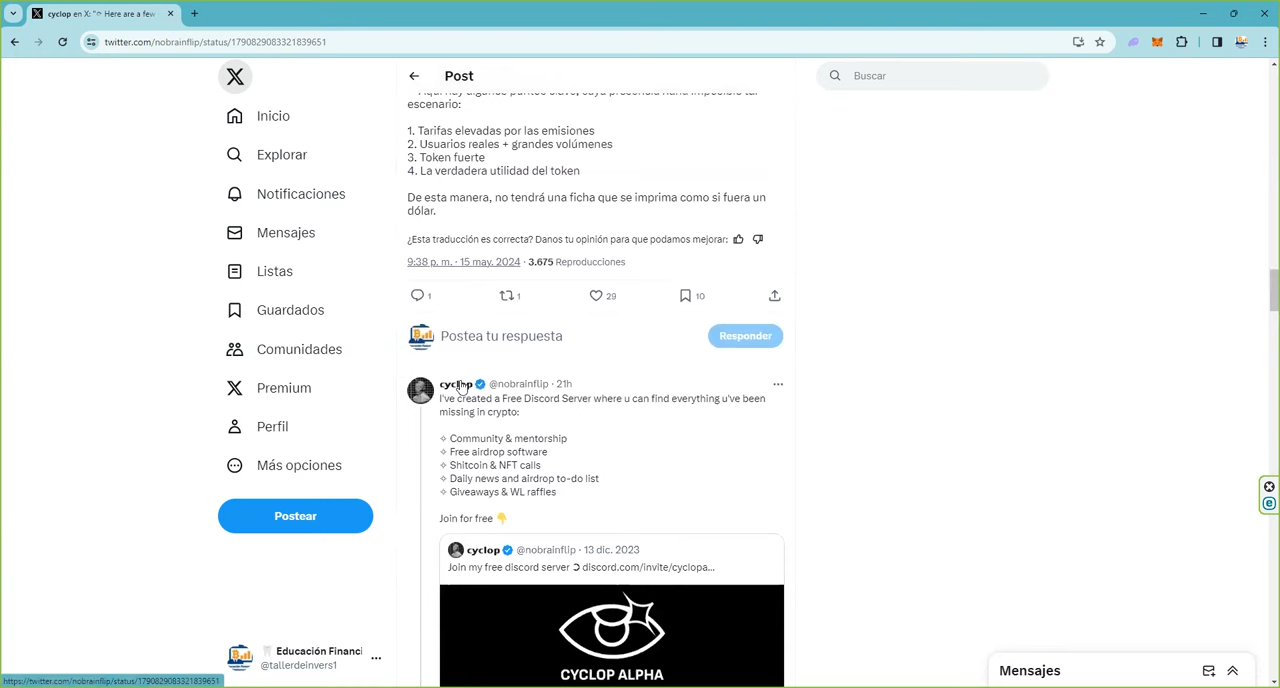 cyclop en X: "✧ Here are a few
twitter.com/nobrainflip/status/1790829083321839651
Post
Buscar
Inicio
Explorar
Notificaciones
Mensajes
Listas
Guardados
Comunidades
Premium
Perfil
Más opciones
Postear
Educación Financi
@tallerdeinvers1
escenario:
1. Tarifas elevadas por las emisiones
2. Usuarios reales + grandes volúmenes
3. Token fuerte
4. La verdadera utilidad del token
De esta manera, no tendrá una ficha que se imprima como si fuera un
dólar.
¿Esta traducción es correcta? Danos tu opinión para que podamos mejorar:
9:38 p. m. · 15 may. 2024 · 3.675 Reproducciones
1 1 29 10
Postea tu respuesta
Responder
cyclop @nobrainflip · 21h
I've created a Free Discord Server where u can find everything u've been
missing in crypto:
✧ Community & mentorship
✧ Free airdrop software
✧ Shitcoin & NFT calls
✧ Daily news and airdrop to-do list
✧ Giveaways & WL raffles
Join for free 👇
cyclop @nobrainflip · 13 dic. 2023
Join my free discord server ➲ discord.com/invite/cyclopa...
CYCLOP ALPHA
Mensajes
https://twitter.com/nobrainflip/status/1790829083321839651